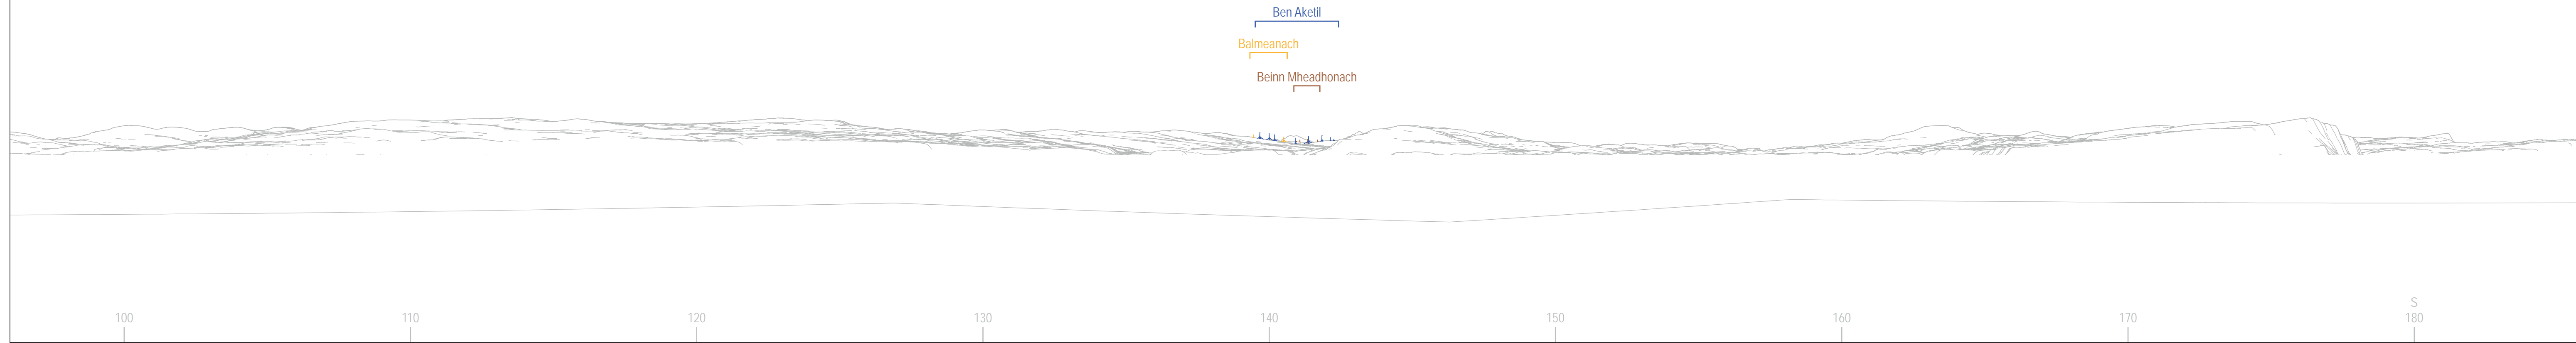 Ben Aketil
Balmeanach
Beinn Mheadhonach
S
100 110 120 130 140 150 160 170 180